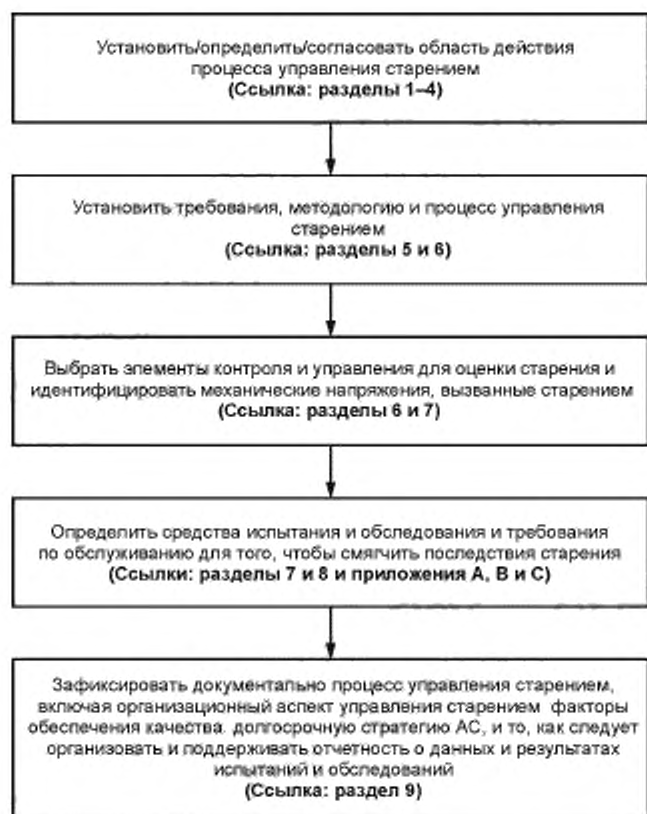 Установить/определить/согласовать область действия
процесса управления старением
(Ссылка: разделы 1–4)
Установить требования, методологию и процесс управления
старением
(Ссылка: разделы 5 и 6)
Выбрать элементы контроля и управления для оценки старения и
идентифицировать механические напряжения, вызванные старением
(Ссылка: разделы 6 и 7)
Определить средства испытания и обследования и требования
по обслуживанию для того, чтобы смягчить последствия старения
(Ссылки: разделы 7 и 8 и приложения А, В и С)
Зафиксировать документально процесс управления старением,
включая организационный аспект управления старением факторы
обеспечения качества. долгосрочную стратегию АС, и то, как следует
организовать и поддерживать отчетность о данных и результатах
испытаний и обследований
(Ссылка: раздел 9)